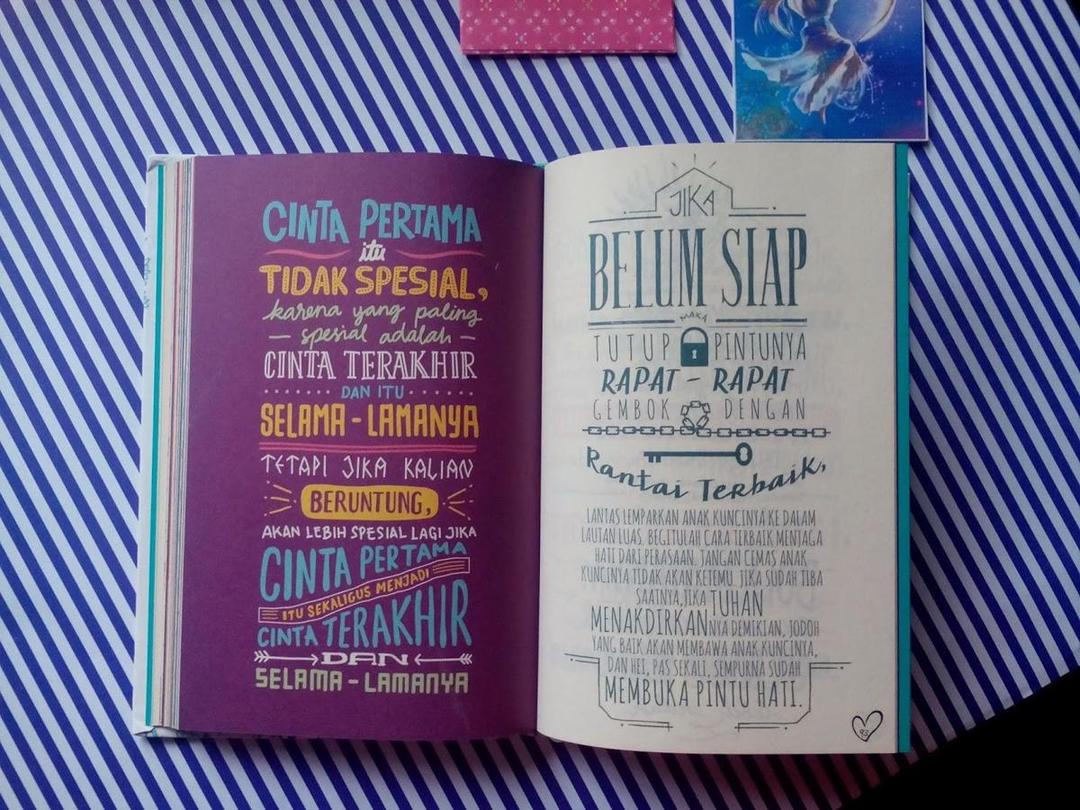 CINTA PERTAMA
itu
TIDAK SPESIAL,
karena yang paling
spesial adalah
CINTA TERAKHIR
DAN ITU
SELAMA-LAMANYA
TETAPI JIKA KALIAN
BERUNTUNG,
AKAN LEBIH SPESIAL LAGI JIKA
CINTA PERTAMA
ITU SEKALIGUS MENJADI
CINTA TERAKHIR
DAN
SELAMA-LAMANYA
JIKA
BELUM SIAP
MAKA
TUTUP PINTUNYA
RAPAT-RAPAT
GEMBOK DENGAN
Rantai Terbaik,
LANTAS LEMPARKAN ANAK KUNCINTA KE DALAM
LAUTAN LUAS. BEGITULAH CARA TERBAIK MENJAGA
HATI DARI PERASAAN. JANGAN CEMAS ANAK
KUNCINYA TIDAK AKAN KETEMU. JIKA SUDAH TIBA
SAATNYA, JIKA TUHAN
MENAKDIRKANNYA DEMIKIAN, JODOH
YANG BAIK AKAN MEMBAWA ANAK KUNCINTA,
DAN HEI, PAS SEKALI, SEMPURNA SUDAH
MEMBUKA PINTU HATI.
93